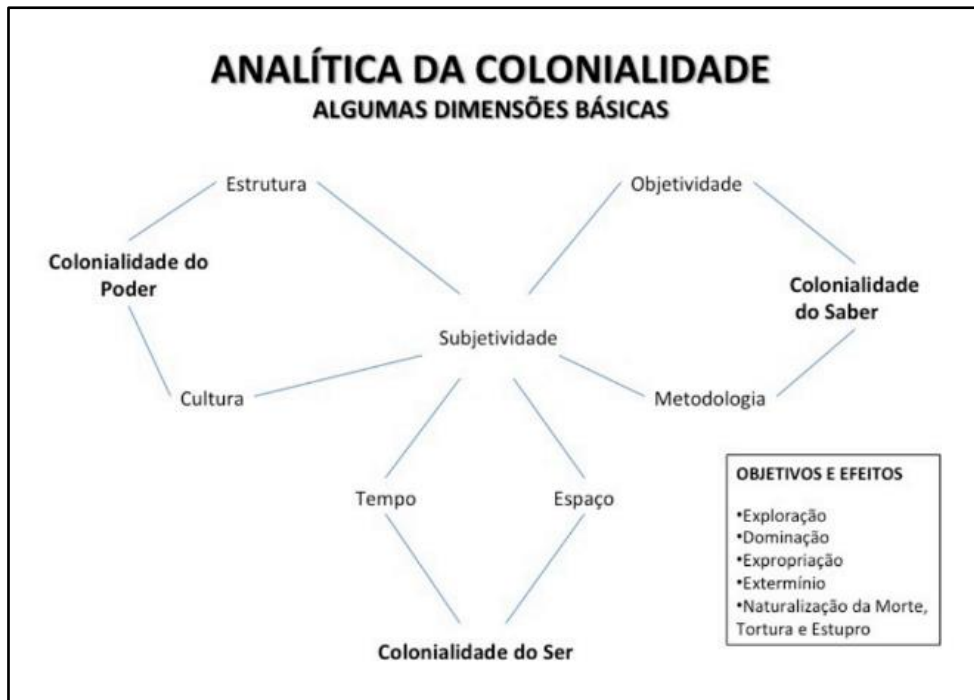 ANALÍTICA DA COLONIALIDADE
ALGUMAS DIMENSÕES BÁSICAS
Estrutura
Objetividade
Colonialidade do
Poder
Colonialidade
do Saber
Subjetividade
Cultura
Metodologia
Tempo
Espaço
Colonialidade do Ser
OBJETIVOS E EFEITOS
•Exploração
•Dominação
•Expropriação
•Extermínio
•Naturalização da Morte,
Tortura e Estupro